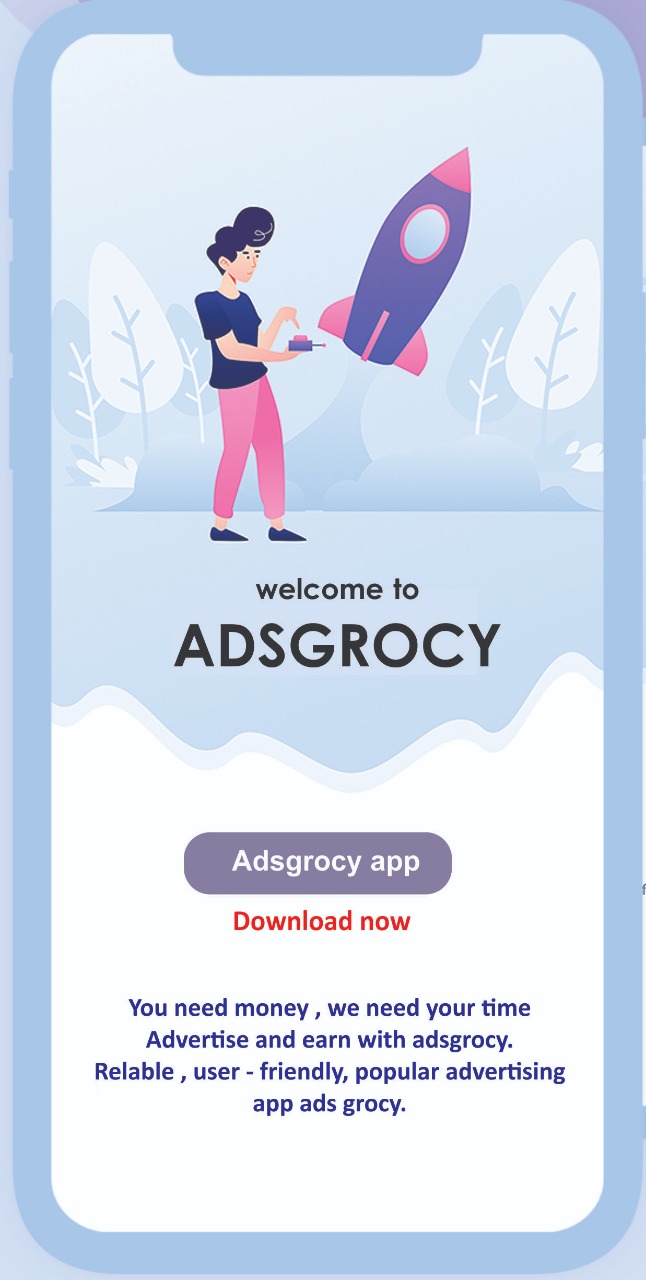 welcome to
ADSGROCY
Adsgrocy app
Download now
You need money , we need your time
Advertise and earn with adsgrocy.
Relable , user - friendly, popular advertising
app ads grocy.